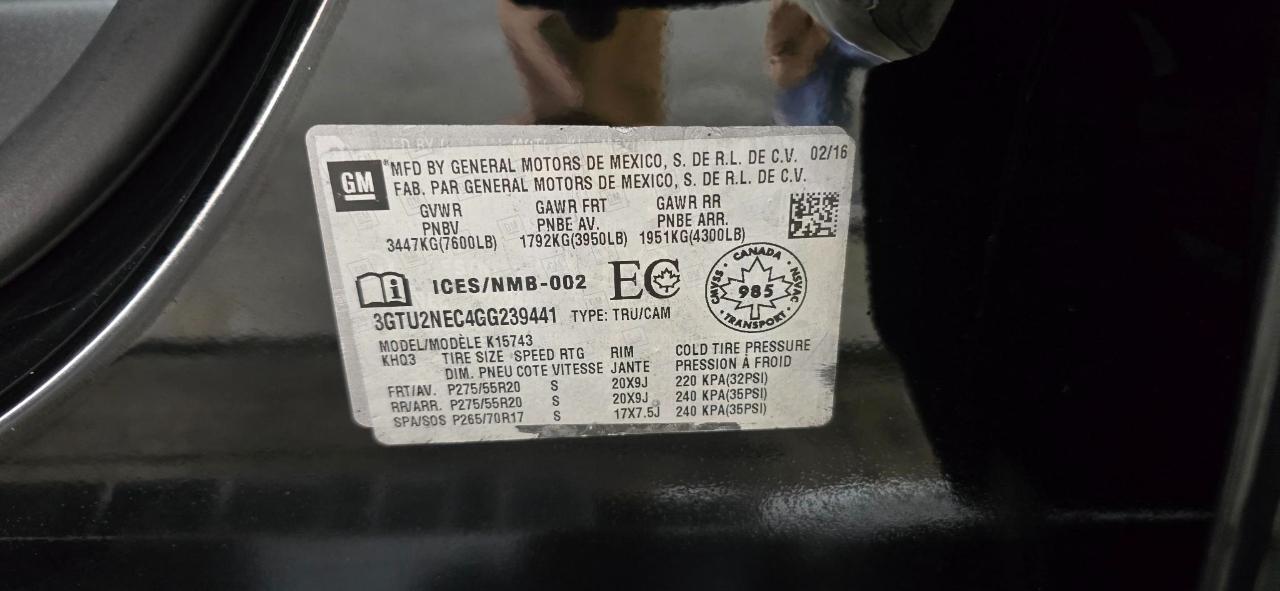 GM
MFD BY GENERAL MOTORS DE MEXICO, S. DE R.L. DE C.V. 02/16
FAB. PAR GENERAL MOTORS DE MEXICO, S. DE R.L. DE C.V.
GVWR GAWR FRT GAWR RR
PNBV PNBE AV. PNBE ARR.
3447KG(7600LB) 1792KG(3950LB) 1951KG(4300LB)
i ICES/NMB-002 EC
CANADA
CMVSS 985 NSVAC
TRANSPORT
3GTU2NEC4GG239441 TYPE: TRU/CAM
MODEL/MODÈLE K15743
KHQ3 TIRE SIZE SPEED RTG RIM COLD TIRE PRESSURE
DIM. PNEU COTE VITESSE JANTE PRESSION À FROID
FRT/AV. P275/55R20 S 20X9J 220 KPA(32PSI)
RR/ARR. P275/55R20 S 20X9J 240 KPA(35PSI)
SPA/SOS P265/70R17 S 17X7.5J 240 KPA(35PSI)